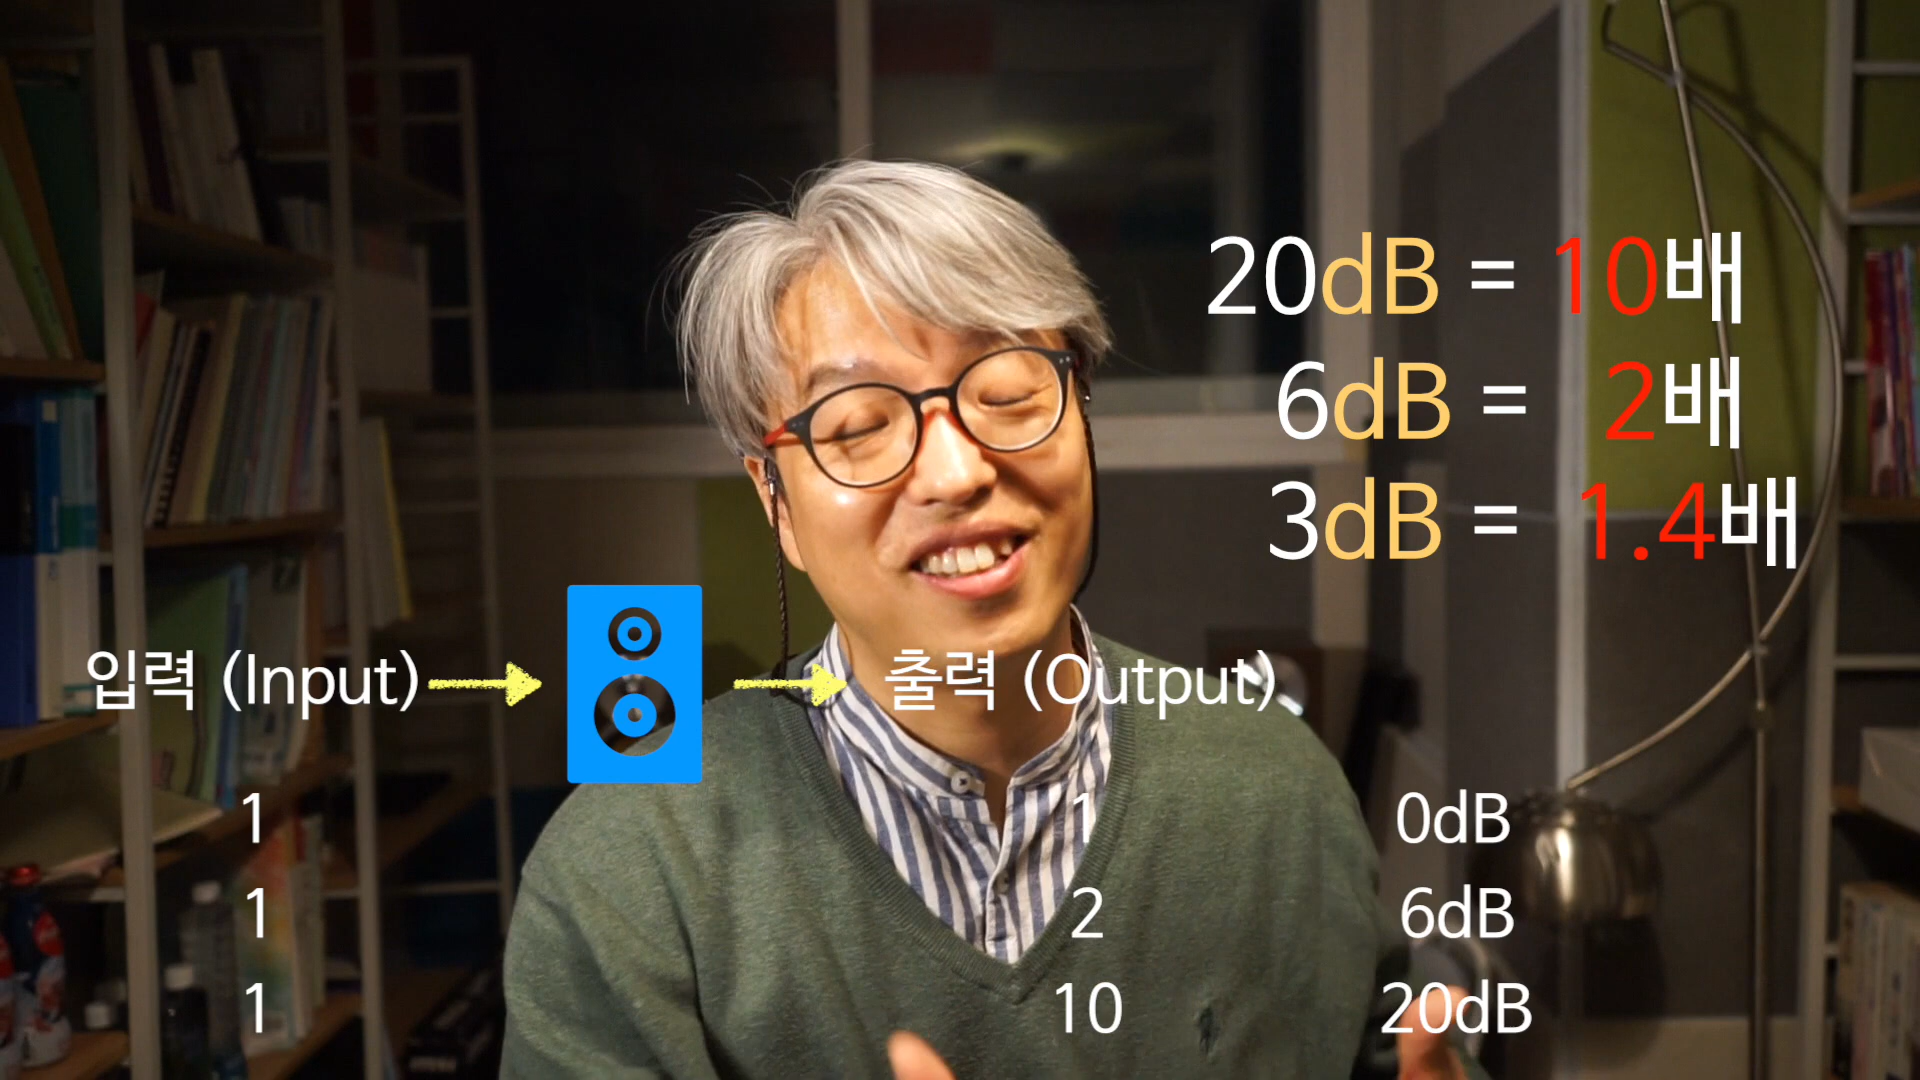 20dB = 10배
6dB = 2배
3dB = 1.4배
입력 (Input) 출력 (Output)
1 1 0dB
1 2 6dB
1 10 20dB